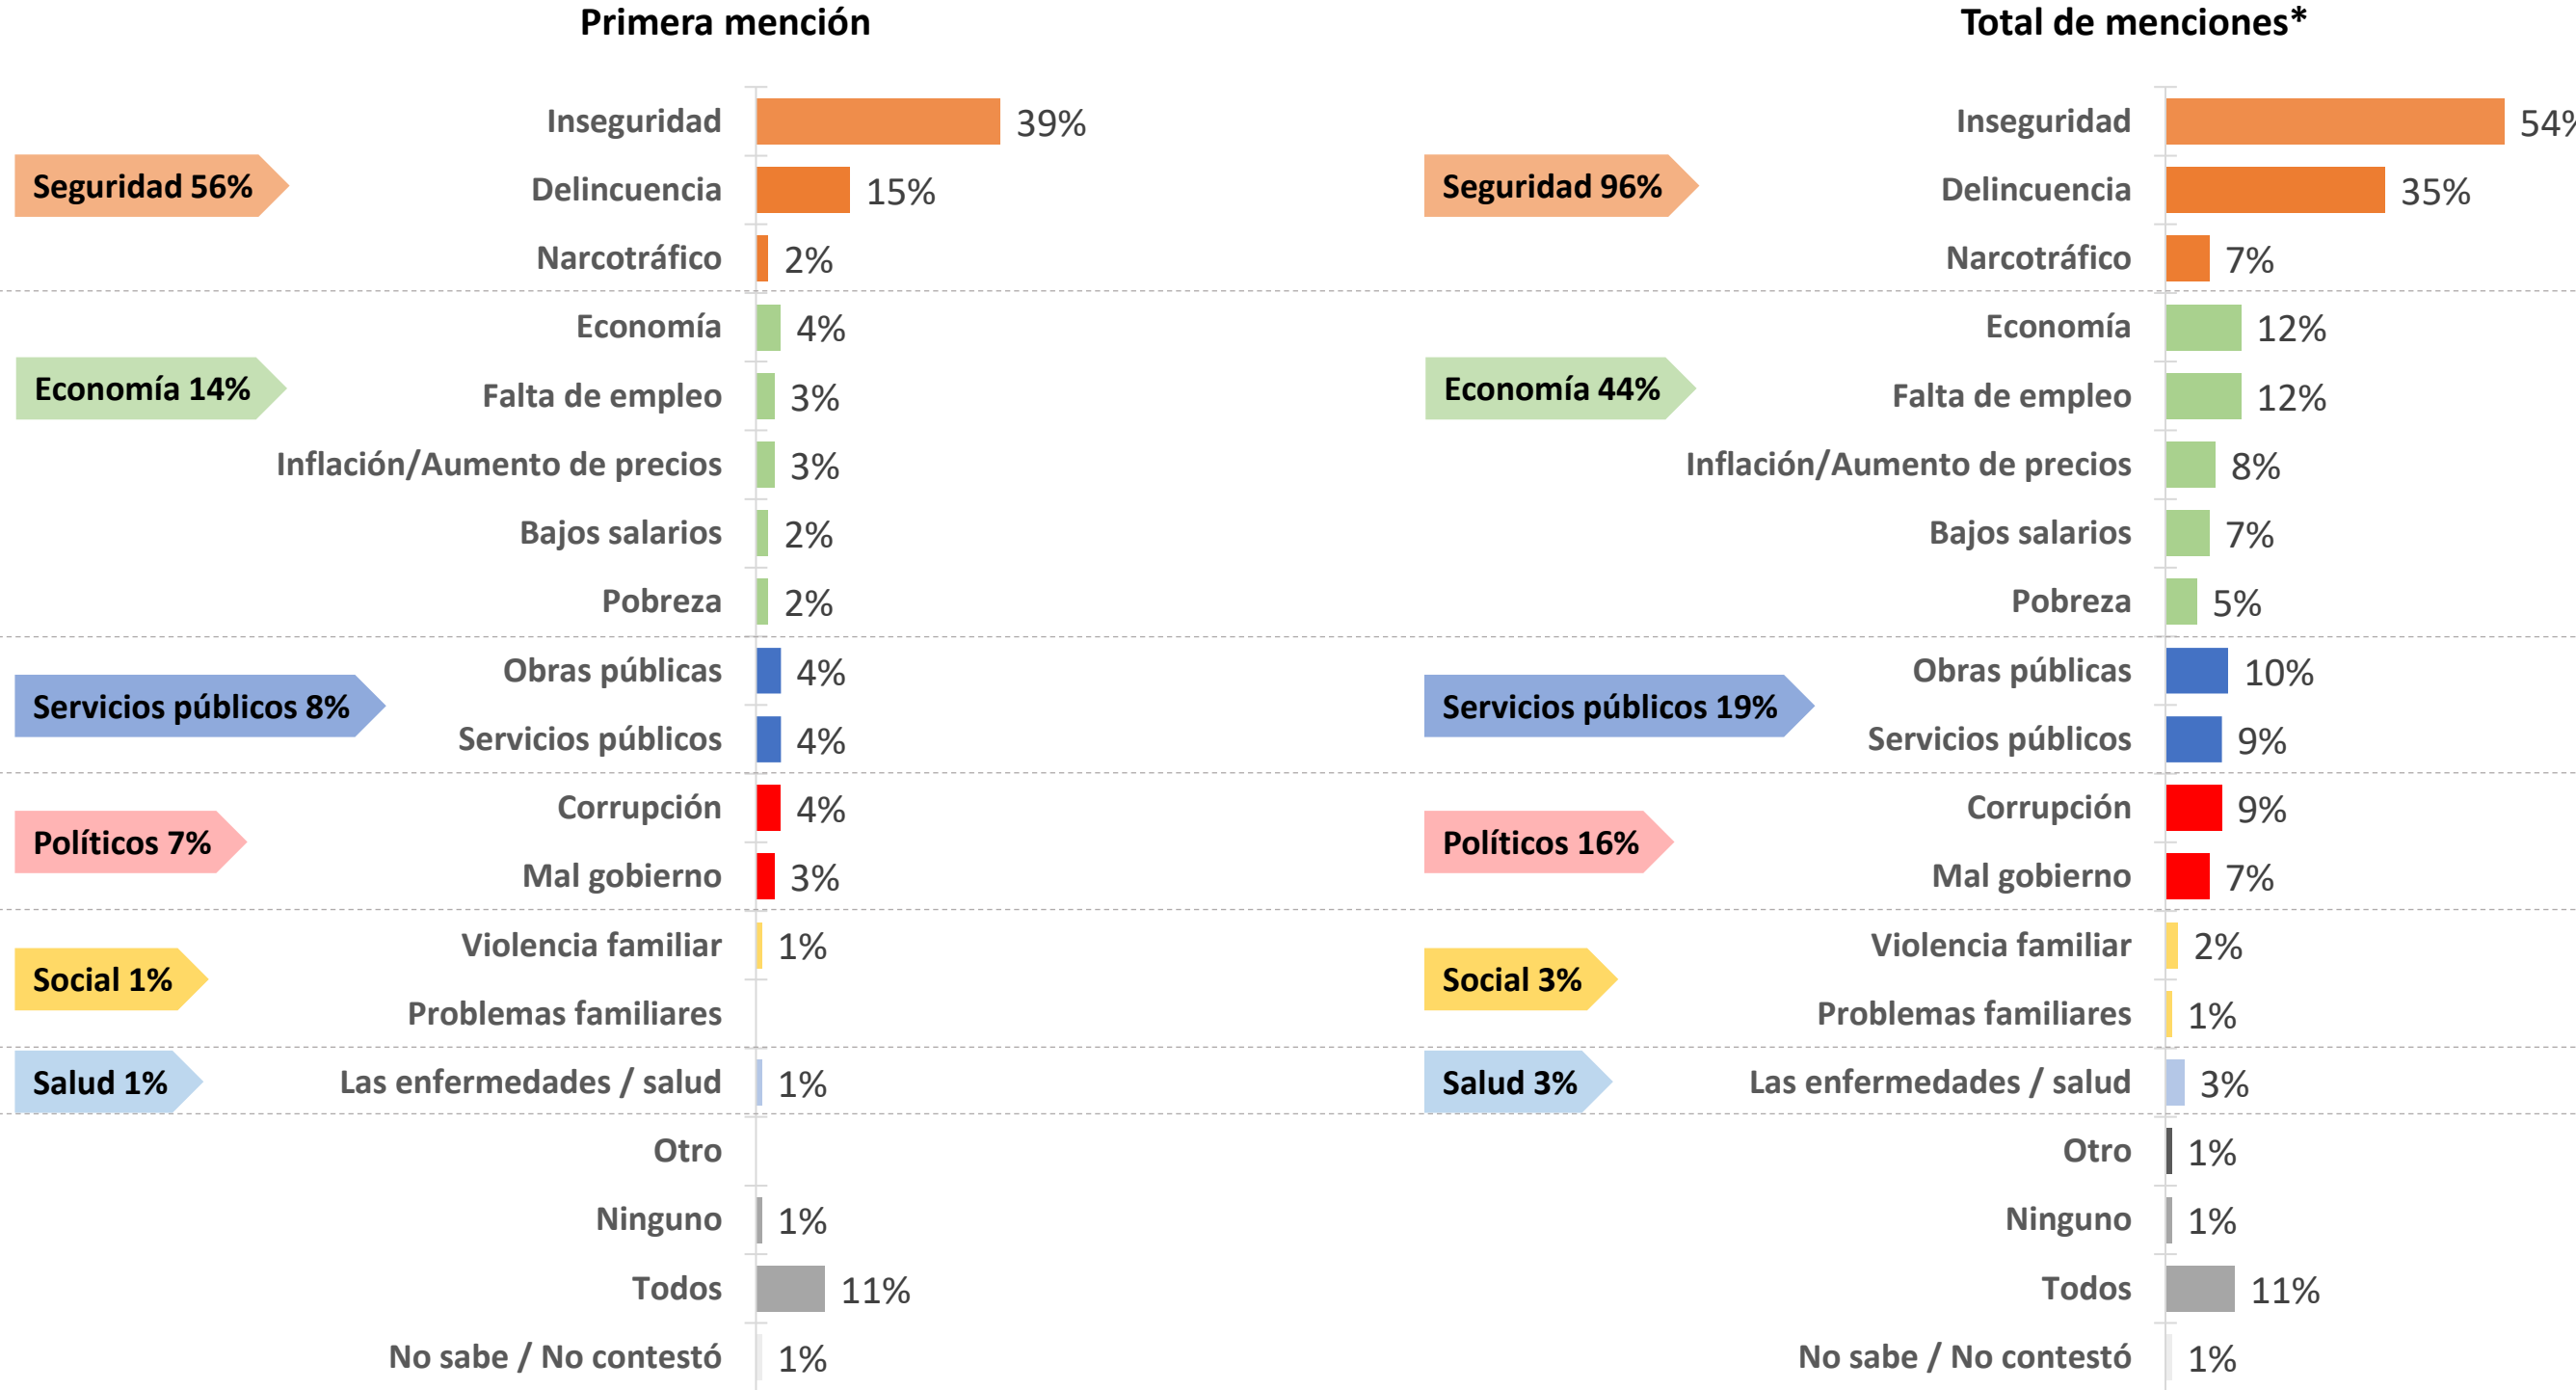 Primera mención
Inseguridad 39%
Seguridad 56%
Delincuencia 15%
Narcotráfico 2%
Economía 4%
Economía 14%
Falta de empleo 3%
Inflación/Aumento de precios 3%
Bajos salarios 2%
Pobreza 2%
Obras públicas 4%
Servicios públicos 8%
Servicios públicos 4%
Corrupción 4%
Políticos 7%
Mal gobierno 3%
Violencia familiar 1%
Social 1%
Problemas familiares
Salud 1%
Las enfermedades / salud 1%
Otro
Ninguno 1%
Todos 11%
No sabe / No contestó 1%
Total de menciones*
Inseguridad 54%
Seguridad 96%
Delincuencia 35%
Narcotráfico 7%
Economía 12%
Economía 44%
Falta de empleo 12%
Inflación/Aumento de precios 8%
Bajos salarios 7%
Pobreza 5%
Obras públicas 10%
Servicios públicos 19%
Servicios públicos 9%
Corrupción 9%
Políticos 16%
Mal gobierno 7%
Violencia familiar 2%
Social 3%
Problemas familiares 1%
Salud 3%
Las enfermedades / salud 3%
Otro 1%
Ninguno 1%
Todos 11%
No sabe / No contestó 1%